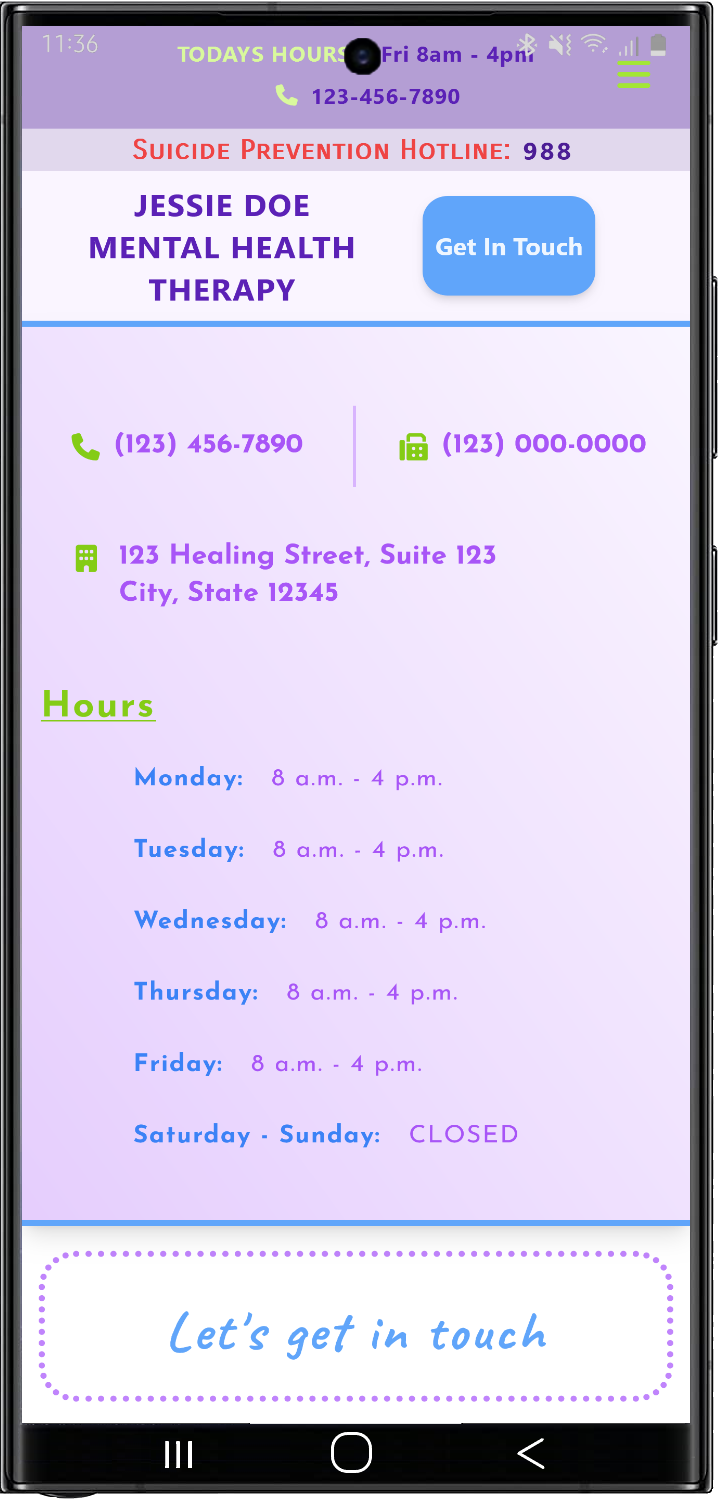 11:36
TODAYS HOURS Fri 8am - 4pm
123-456-7890
Suicide Prevention Hotline: 988
JESSIE DOE
MENTAL HEALTH
THERAPY
Get In Touch
(123) 456-7890
(123) 000-0000
123 Healing Street, Suite 123
City, State 12345
Hours
Monday: 8 a.m. - 4 p.m.
Tuesday: 8 a.m. - 4 p.m.
Wednesday: 8 a.m. - 4 p.m.
Thursday: 8 a.m. - 4 p.m.
Friday: 8 a.m. - 4 p.m.
Saturday - Sunday: CLOSED
Let's get in touch